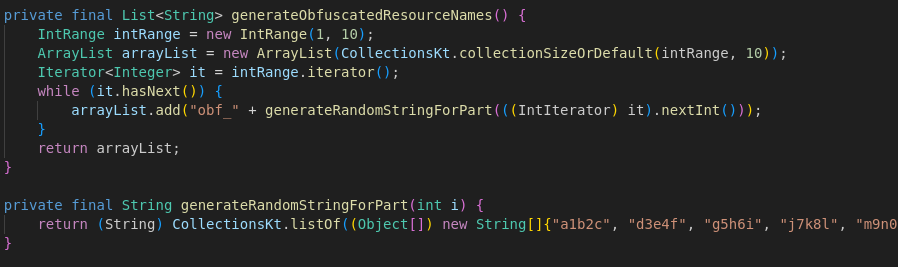 private final List<String> generateObfuscatedResourceNames() {
IntRange intRange = new IntRange(1, 10);
ArrayList arrayList = new ArrayList(CollectionsKt.collectionSizeOrDefault(intRange, 10));
Iterator<Integer> it = intRange.iterator();
while (it.hasNext()) {
arrayList.add("obf_" + generateRandomStringForPart(((IntIterator) it).nextInt()));
}
return arrayList;
}
private final String generateRandomStringForPart(int i) {
return (String) CollectionsKt.listOf((Object[]) new String[]{"a1b2c", "d3e4f", "g5h6i", "j7k8l", "m9n0
}